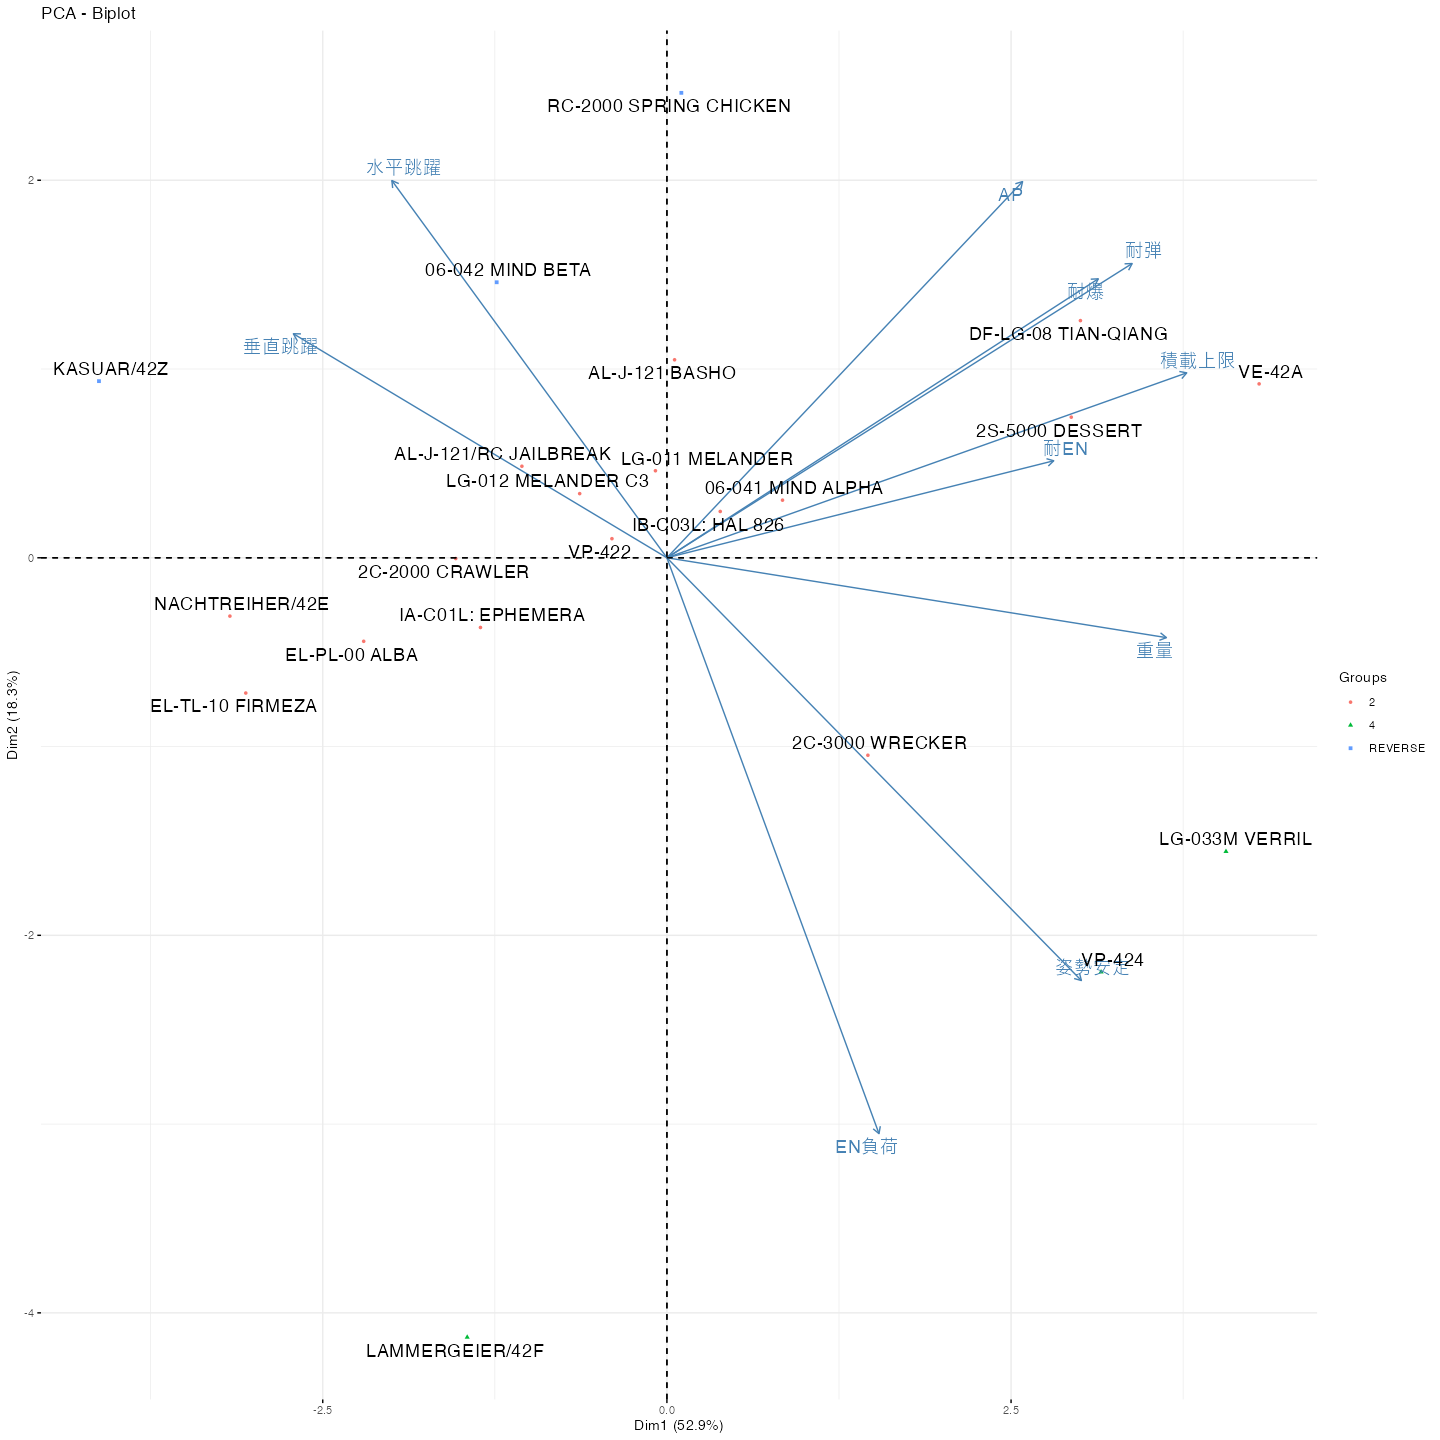 PCA - Biplot
RC-2000 SPRING CHICKEN
水平跳躍
2
AP
耐弾
06-042 MIND BETA
耐爆
DF-LG-08 TIAN-QIANG
垂直跳躍
積載上限
KASUAR/42Z
AL-J-121 BASHO
VE-42A
2S-5000 DESSERT
耐EN
AL-J-121/RC JAILBREAK
LG-011 MELANDER
LG-012 MELANDER C3
06-041 MIND ALPHA
IB-C03L: HAL 826
VP-422
0
2C-2000 CRAWLER
NACHTREIHER/42E
IA-C01L: EPHEMERA
EL-PL-00 ALBA
重量
EL-TL-10 FIRMEZA
Groups
2
4
REVERSE
Dim2 (18.3%)
2C-3000 WRECKER
LG-033M VERRIL
-2
VP-424
姿勢安定
EN負荷
-4
LAMMERGEIER/42F
-2.5
0.0
2.5
Dim1 (52.9%)